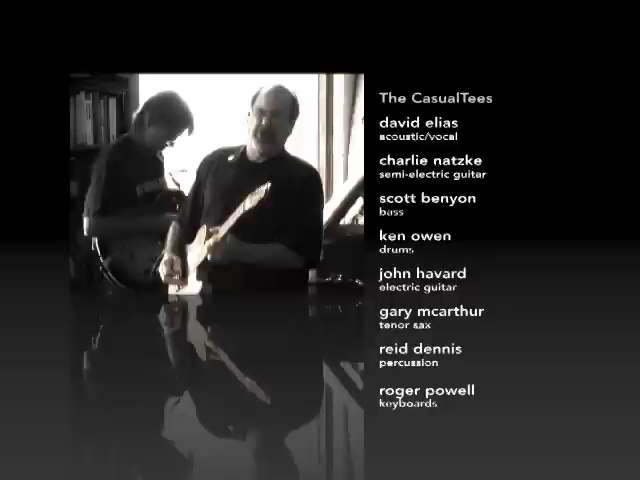 The CasualTees
david elias
acoustic/vocal
charlie natzke
semi-electric guitar
scott benyon
bass
ken owen
drums
john havard
electric guitar
gary mcarthur
tenor sax
reid dennis
percussion
roger powell
keyboards